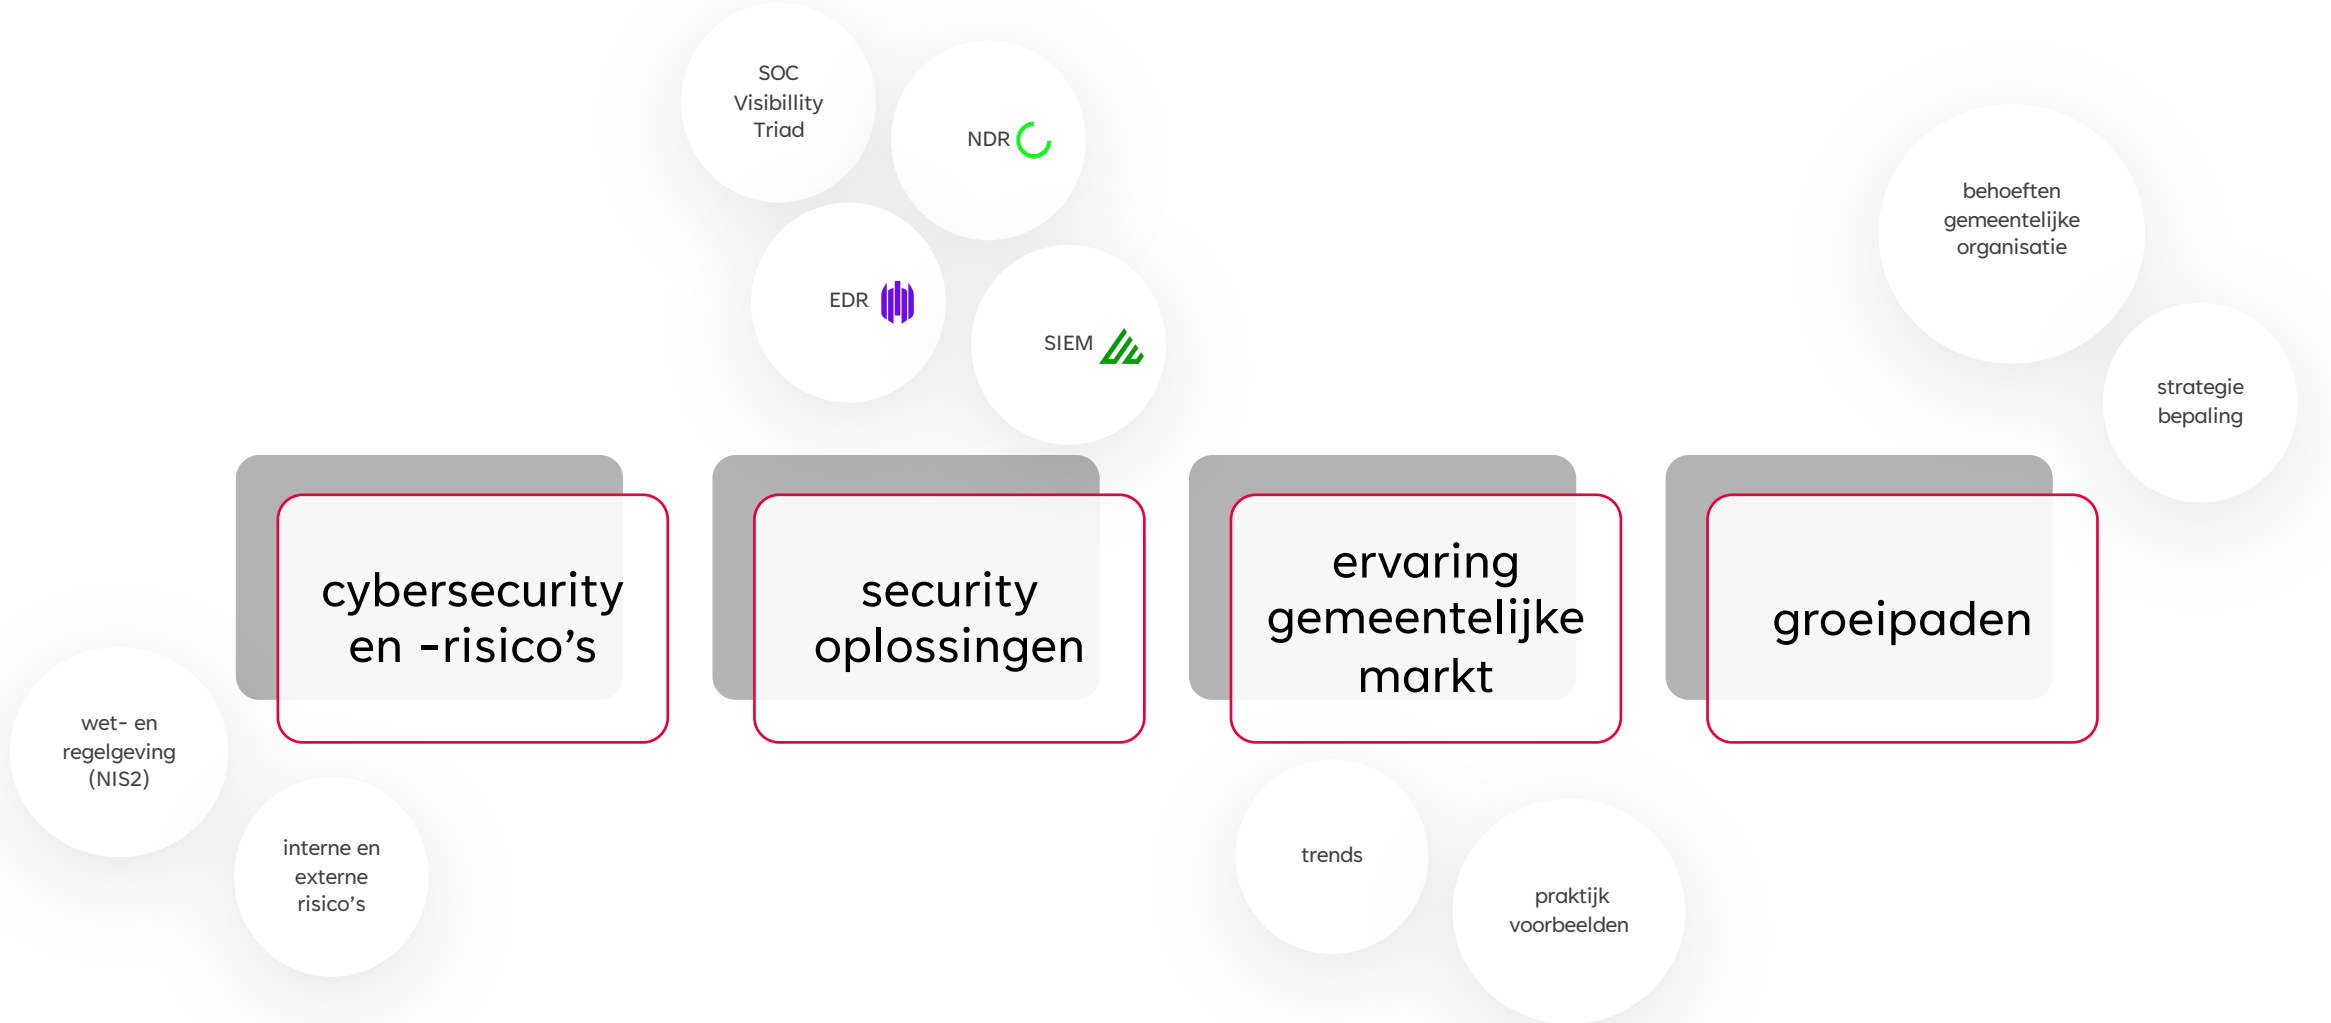 SOC
Visibillity
Triad
NDR
EDR
SIEM
behoeften
gemeentelijke
organisatie
strategie
bepaling
cybersecurity
en -risico’s
security
oplossingen
ervaring
gemeentelijke
markt
groeipaden
wet- en
regelgeving
(NIS2)
interne en
externe
risico’s
trends
praktijk
voorbeelden